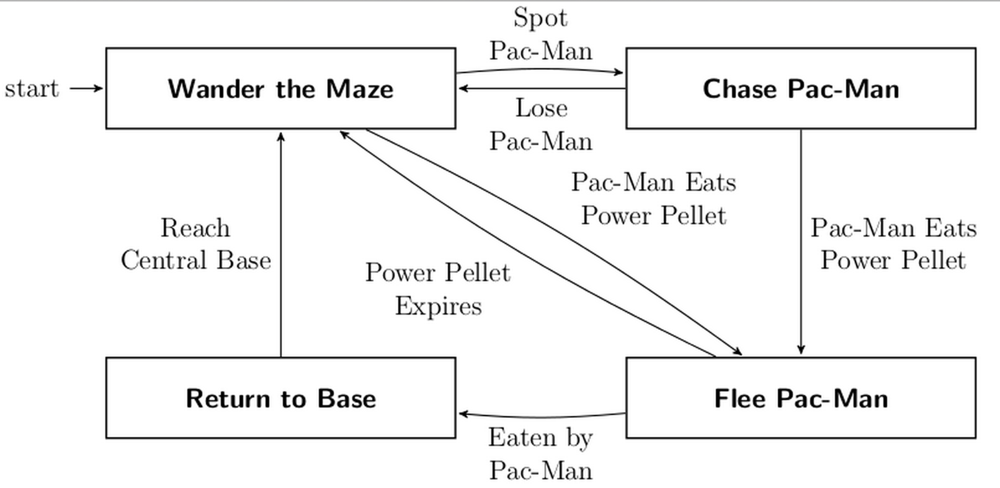 Spot
Pac-Man
start
Wander the Maze
Chase Pac-Man
Lose
Pac-Man
Pac-Man Eats
Power Pellet
Reach
Central Base
Pac-Man Eats
Power Pellet
Power Pellet
Expires
Return to Base
Flee Pac-Man
Eaten by
Pac-Man